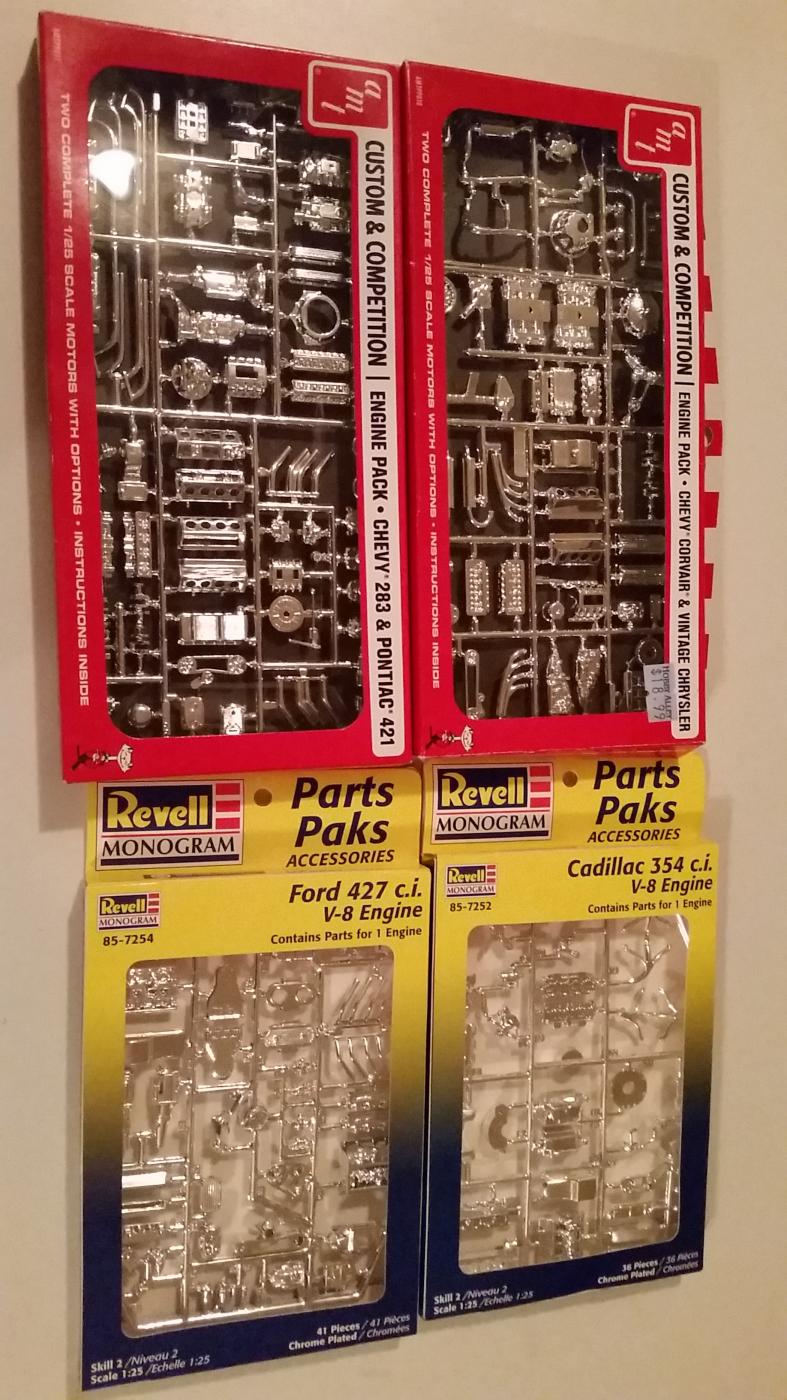 amt
CUSTOM & COMPETITION | ENGINE PACK • CHEVY® 283 & PONTIAC® 421
TWO COMPLETE 1/25 SCALE MOTORS WITH OPTIONS • INSTRUCTIONS INSIDE
amt
CUSTOM & COMPETITION | ENGINE PACK • CHEVY® CORVAIR® & VINTAGE CHRYSLER
TWO COMPLETE 1/25 SCALE MOTORS WITH OPTIONS • INSTRUCTIONS INSIDE
HOBBY ALLEY
$18.99
Revell
MONOGRAM
Parts
Paks
ACCESSORIES
Revell
MONOGRAM
85-7254
Ford 427 c.i.
V-8 Engine
Contains Parts for 1 Engine
Skill 2 / Niveau 2
Scale 1:25 / Echelle 1:25
41 Pieces / 41 Pièces
Chrome Plated / Chromées
Revell
MONOGRAM
Parts
Paks
ACCESSORIES
Revell
MONOGRAM
85-7252
Cadillac 354 c.i.
V-8 Engine
Contains Parts for 1 Engine
Skill 2 / Niveau 2
Scale 1:25 / Echelle 1:25
36 Pieces / 36 Pièces
Chrome Plated / Chromées